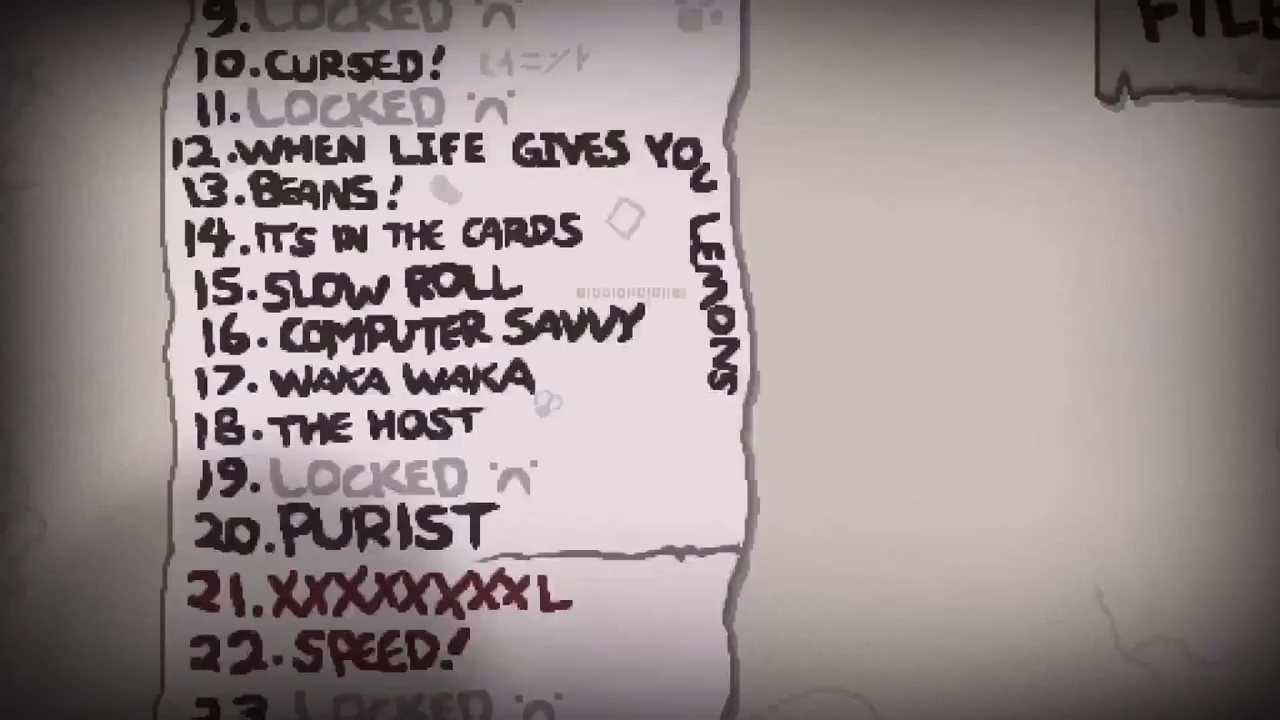 9. LOCKED
10. CURSED!
11. LOCKED
12. WHEN LIFE GIVES YOU LEMONS
13. BEANS!
14. IT'S IN THE CARDS
15. SLOW ROLL
16. COMPUTER SAVVY
17. WAKA WAKA
18. THE HOST
19. LOCKED
20. PURIST
21. XXXXXXXXL
22. SPEED!
23. LOCKED